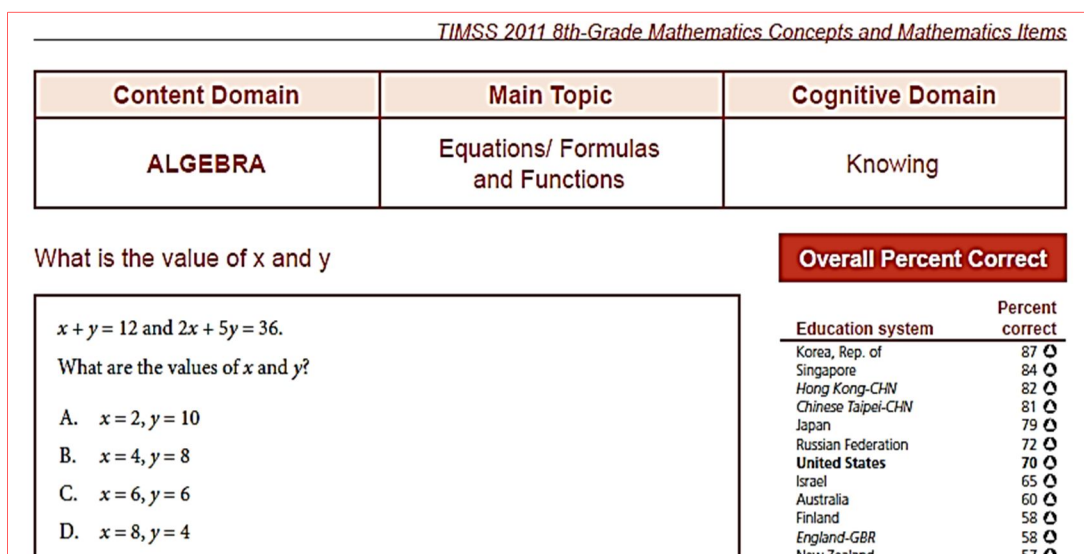 TIMSS 2011 8th-Grade Mathematics Concepts and Mathematics Items
Content Domain Main Topic Cognitive Domain
ALGEBRA Equations/ Formulas and Functions Knowing
What is the value of x and y
x + y = 12 and 2x + 5y = 36.
What are the values of x and y?
A. x = 2, y = 10
B. x = 4, y = 8
C. x = 6, y = 6
D. x = 8, y = 4
Overall Percent Correct
Education system Percent correct
Korea, Rep. of 87
Singapore 84
Hong Kong-CHN 82
Chinese Taipei-CHN 81
Japan 79
Russian Federation 72
United States 70
Israel 65
Australia 60
Finland 58
England-GBR 58
New Zealand 57